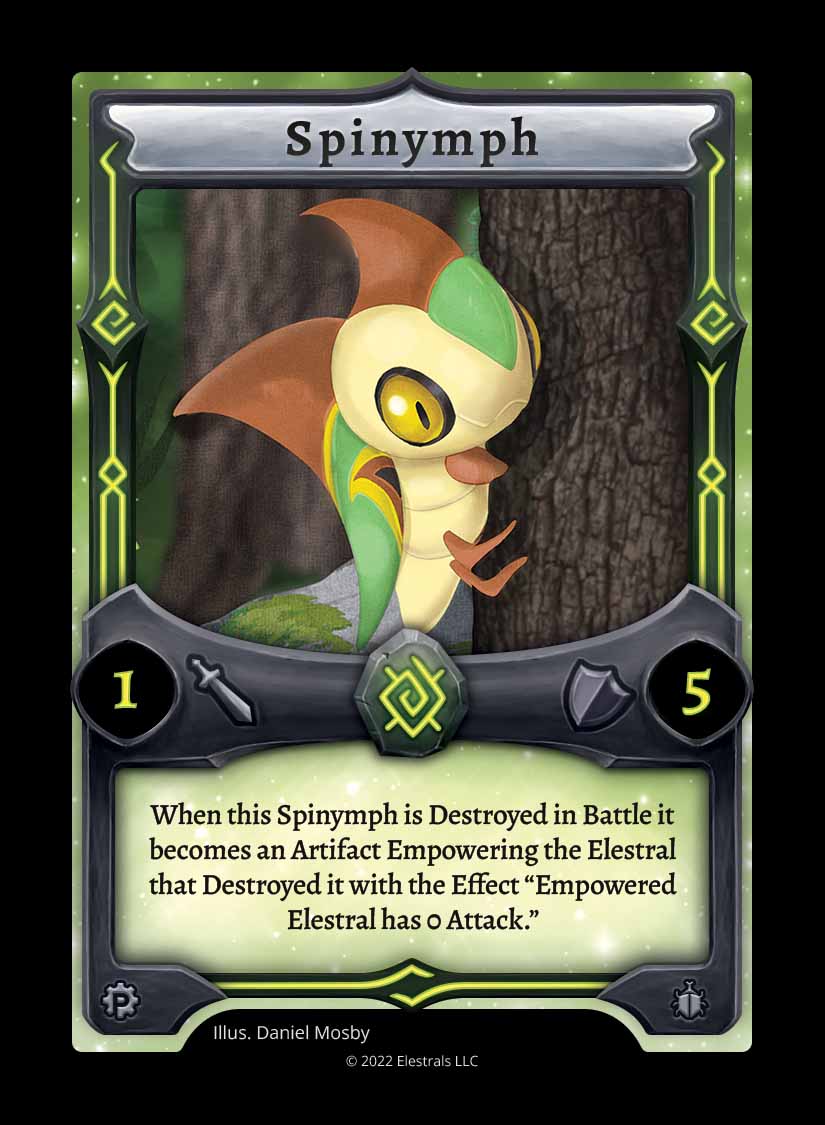 Spinymph
1
5
When this Spinymph is Destroyed in Battle it
becomes an Artifact Empowering the Elestral
that Destroyed it with the Effect “Empowered
Elestral has 0 Attack.”
P
Illus. Daniel Mosby
© 2022 Elestrals LLC